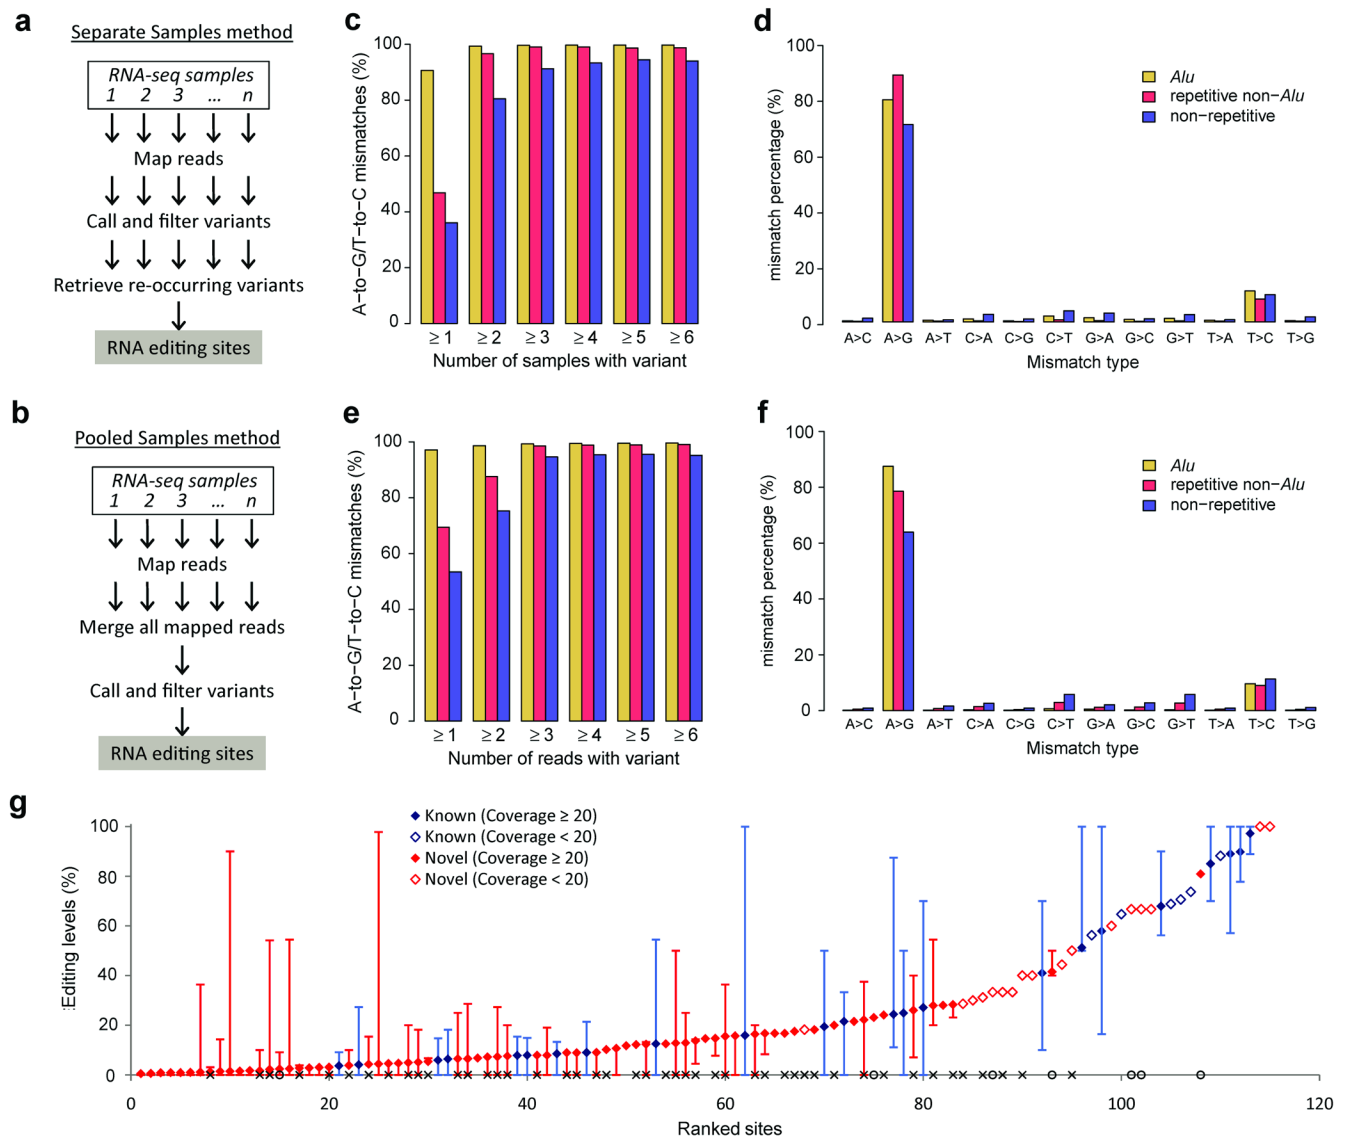 a
Separate Samples method
RNA-seq samples
1 2 3 ... n
Map reads
Call and filter variants
Retrieve re-occurring variants
RNA editing sites
b
Pooled Samples method
RNA-seq samples
1 2 3 ... n
Map reads
Merge all mapped reads
Call and filter variants
RNA editing sites
c
A−to−G/T−to−C mismatches (%)
100
80
60
40
20
0
≥ 1 ≥ 2 ≥ 3 ≥ 4 ≥ 5 ≥ 6
Number of samples with variant
d
mismatch percentage (%)
100
80
60
40
20
0
Alu
repetitive non−Alu
non−repetitive
A>C A>G A>T C>A C>G C>T G>A G>C G>T T>A T>C T>G
Mismatch type
e
A−to−G/T−to−C mismatches (%)
100
80
60
40
20
0
≥ 1 ≥ 2 ≥ 3 ≥ 4 ≥ 5 ≥ 6
Number of reads with variant
f
mismatch percentage (%)
100
80
60
40
20
0
Alu
repetitive non−Alu
non−repetitive
A>C A>G A>T C>A C>G C>T G>A G>C G>T T>A T>C T>G
Mismatch type
g
Editing levels (%)
100
80
60
40
20
0
Known (Coverage ≥ 20)
Known (Coverage < 20)
Novel (Coverage ≥ 20)
Novel (Coverage < 20)
0 20 40 60 80 100 120
Ranked sites